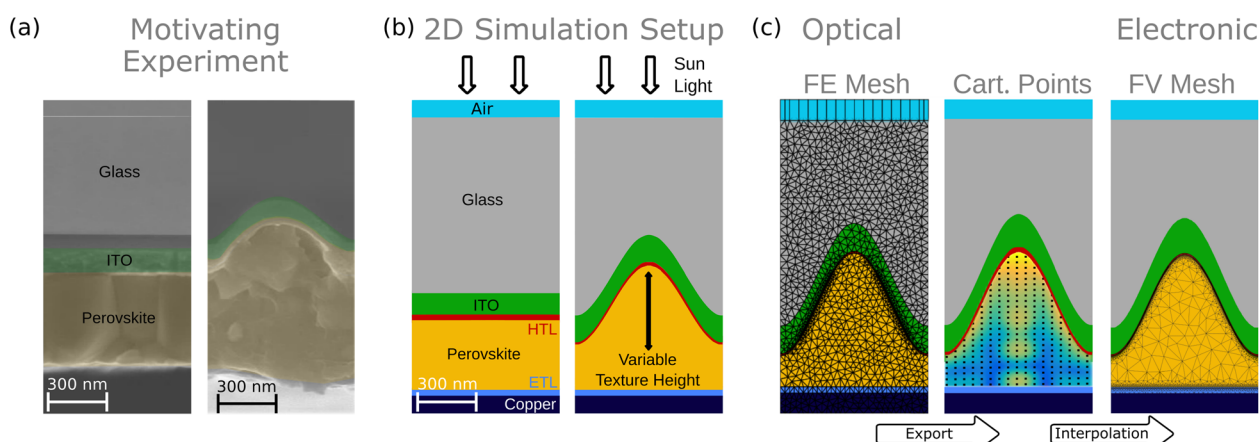 (a) Motivating
Experiment
Glass
ITO
Perovskite
300 nm
300 nm
(b) 2D Simulation Setup
Sun
Light
Air
Glass
ITO
HTL
Perovskite
300 nm
ETL
Copper
Variable
Texture Height
(c) Optical Electronic
FE Mesh Cart. Points FV Mesh
Export Interpolation